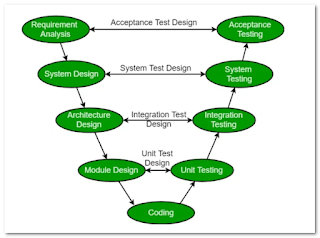 Requirement
Analysis
Acceptance Test Design
Acceptance
Testing
System Design
System Test Design
System
Testing
Architecture
Design
Integration Test
Design
Integration
Testing
Module Design
Unit Test
Design
Unit Testing
Coding